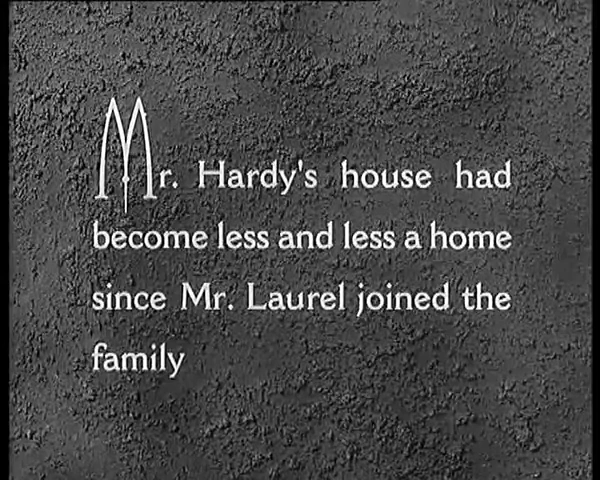 Mr. Hardy's house had
become less and less a home
since Mr. Laurel joined the
family